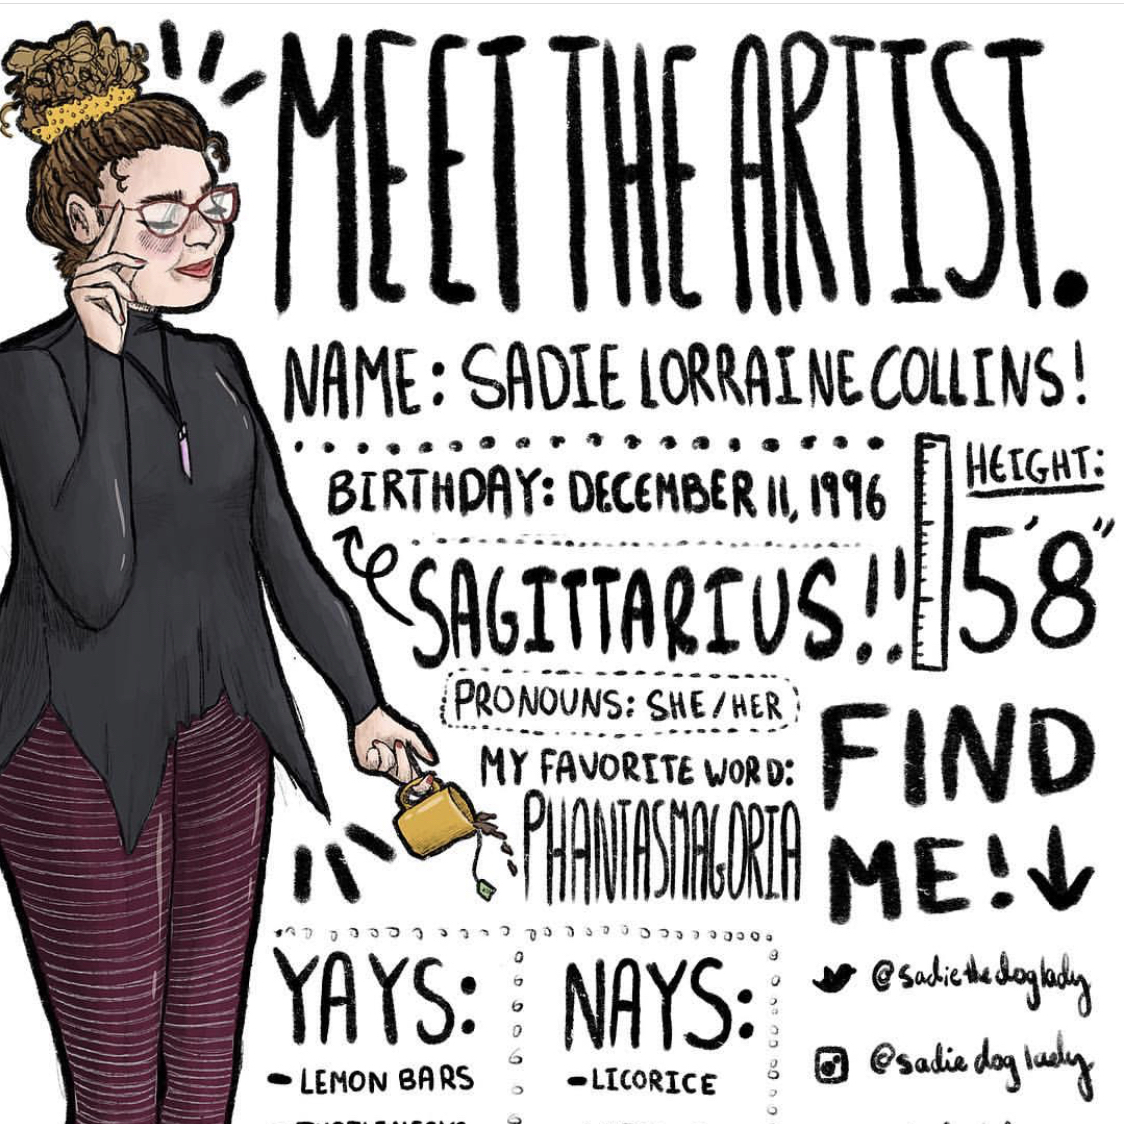 MEET THE ARTIST.
NAME: SADIE LORRAINE COLLINS!
BIRTHDAY: DECEMBER 11, 1996
SAGITTARIUS!!
HEIGHT:
5'8"
PRONOUNS: SHE/HER
MY FAVORITE WORD:
PHANTASMAGORIA
FIND
ME!↓
@sadiethedoglady
@sadiedoglady
YAYS:
- LEMON BARS
NAYS:
- LICORICE